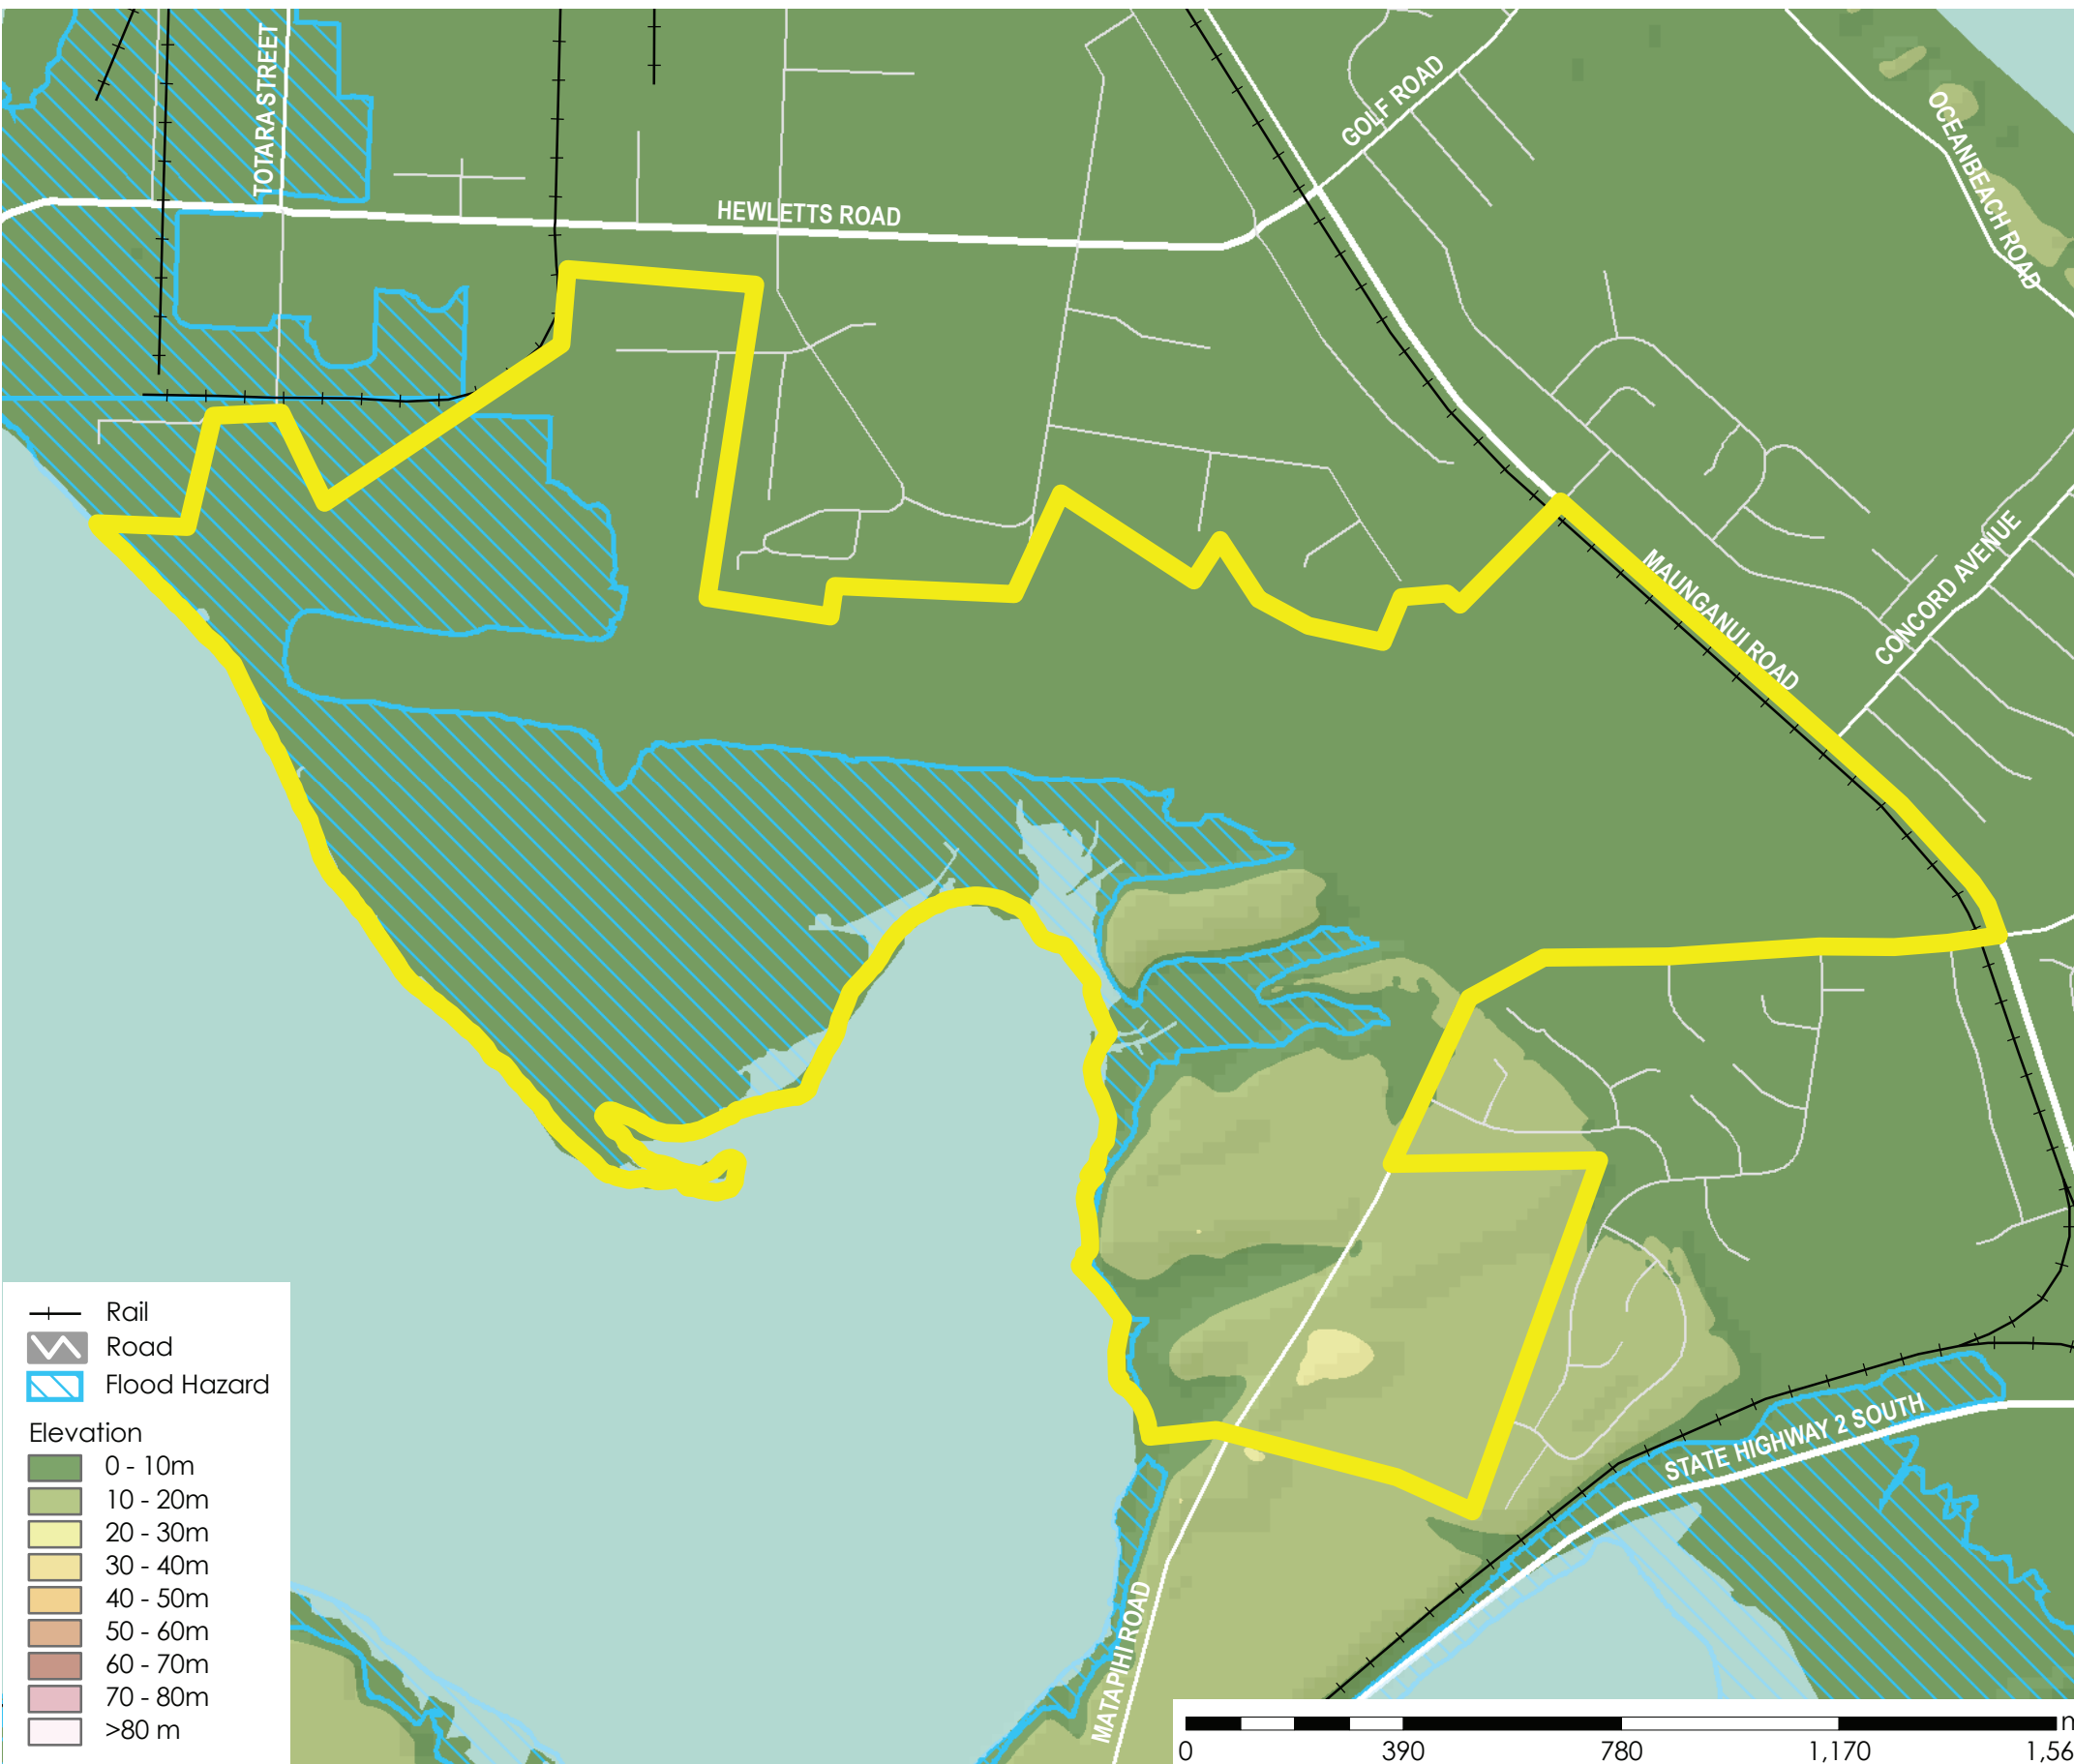 TOTARA STREET
GOLF ROAD
OCEANBEACH ROAD
HEWLETTS ROAD
MAUNGANUI ROAD
CONCORD AVENUE
STATE HIGHWAY 2 SOUTH
MATAPIHI ROAD
Rail
Road
Flood Hazard
Elevation
0 - 10m
10 - 20m
20 - 30m
30 - 40m
40 - 50m
50 - 60m
60 - 70m
70 - 80m
>80 m
0 390 780 1,170